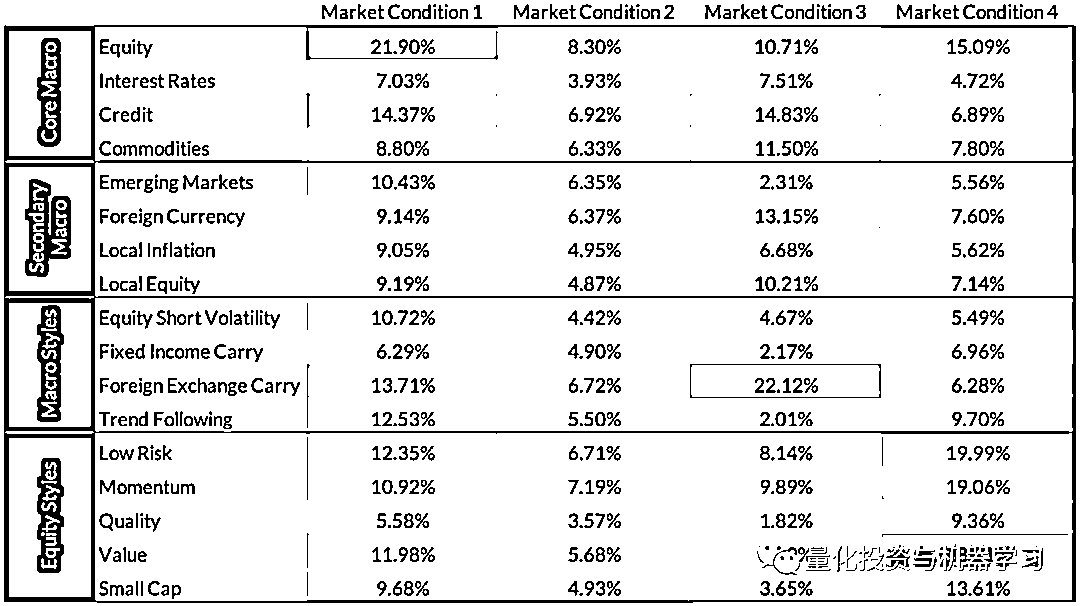 Market Condition 1 Market Condition 2 Market Condition 3 Market Condition 4
Core Macro
Equity 21.90% 8.30% 10.71% 15.09%
Interest Rates 7.03% 3.93% 7.51% 4.72%
Credit 14.37% 6.92% 14.83% 6.89%
Commodities 8.80% 6.33% 11.50% 7.80%
Secondary
Macro
Emerging Markets 10.43% 6.35% 2.31% 5.56%
Foreign Currency 9.14% 6.37% 13.15% 7.60%
Local Inflation 9.05% 4.95% 6.68% 5.62%
Local Equity 9.19% 4.87% 10.21% 7.14%
Macro Styles
Equity Short Volatility 10.72% 4.42% 4.67% 5.49%
Fixed Income Carry 6.29% 4.90% 2.17% 6.96%
Foreign Exchange Carry 13.71% 6.72% 22.12% 6.28%
Trend Following 12.53% 5.50% 2.01% 9.70%
Equity Styles
Low Risk 12.35% 6.71% 8.14% 19.99%
Momentum 10.92% 7.19% 9.89% 19.06%
Quality 5.58% 3.57% 1.82% 9.36%
Value 11.98% 5.68%
量化投资与机器学习
Small Cap 9.68% 4.93% 3.65% 13.61%